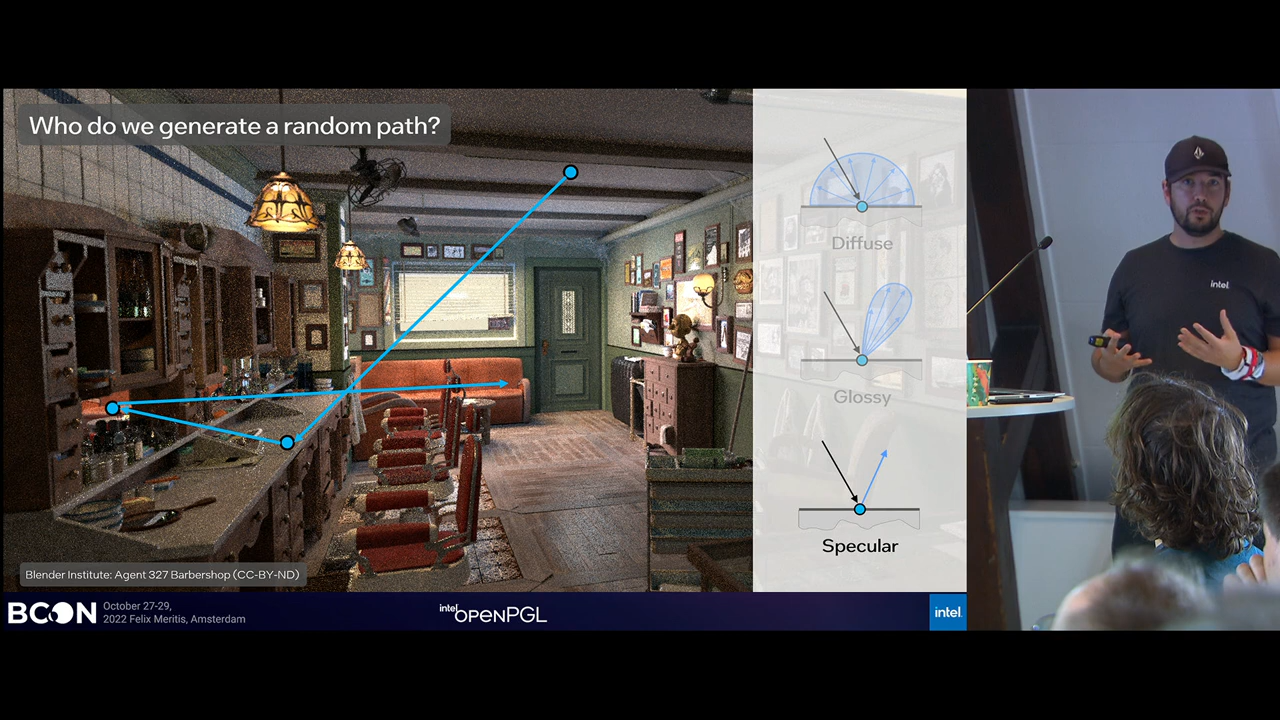 Who do we generate a random path?
Diffuse
Glossy
Specular
intel.
Blender Institute: Agent 327 Barbershop (CC-BY-ND)
BCON
October 27-29,
2022 Felix Meritis, Amsterdam
intel OpenPGL
intel.